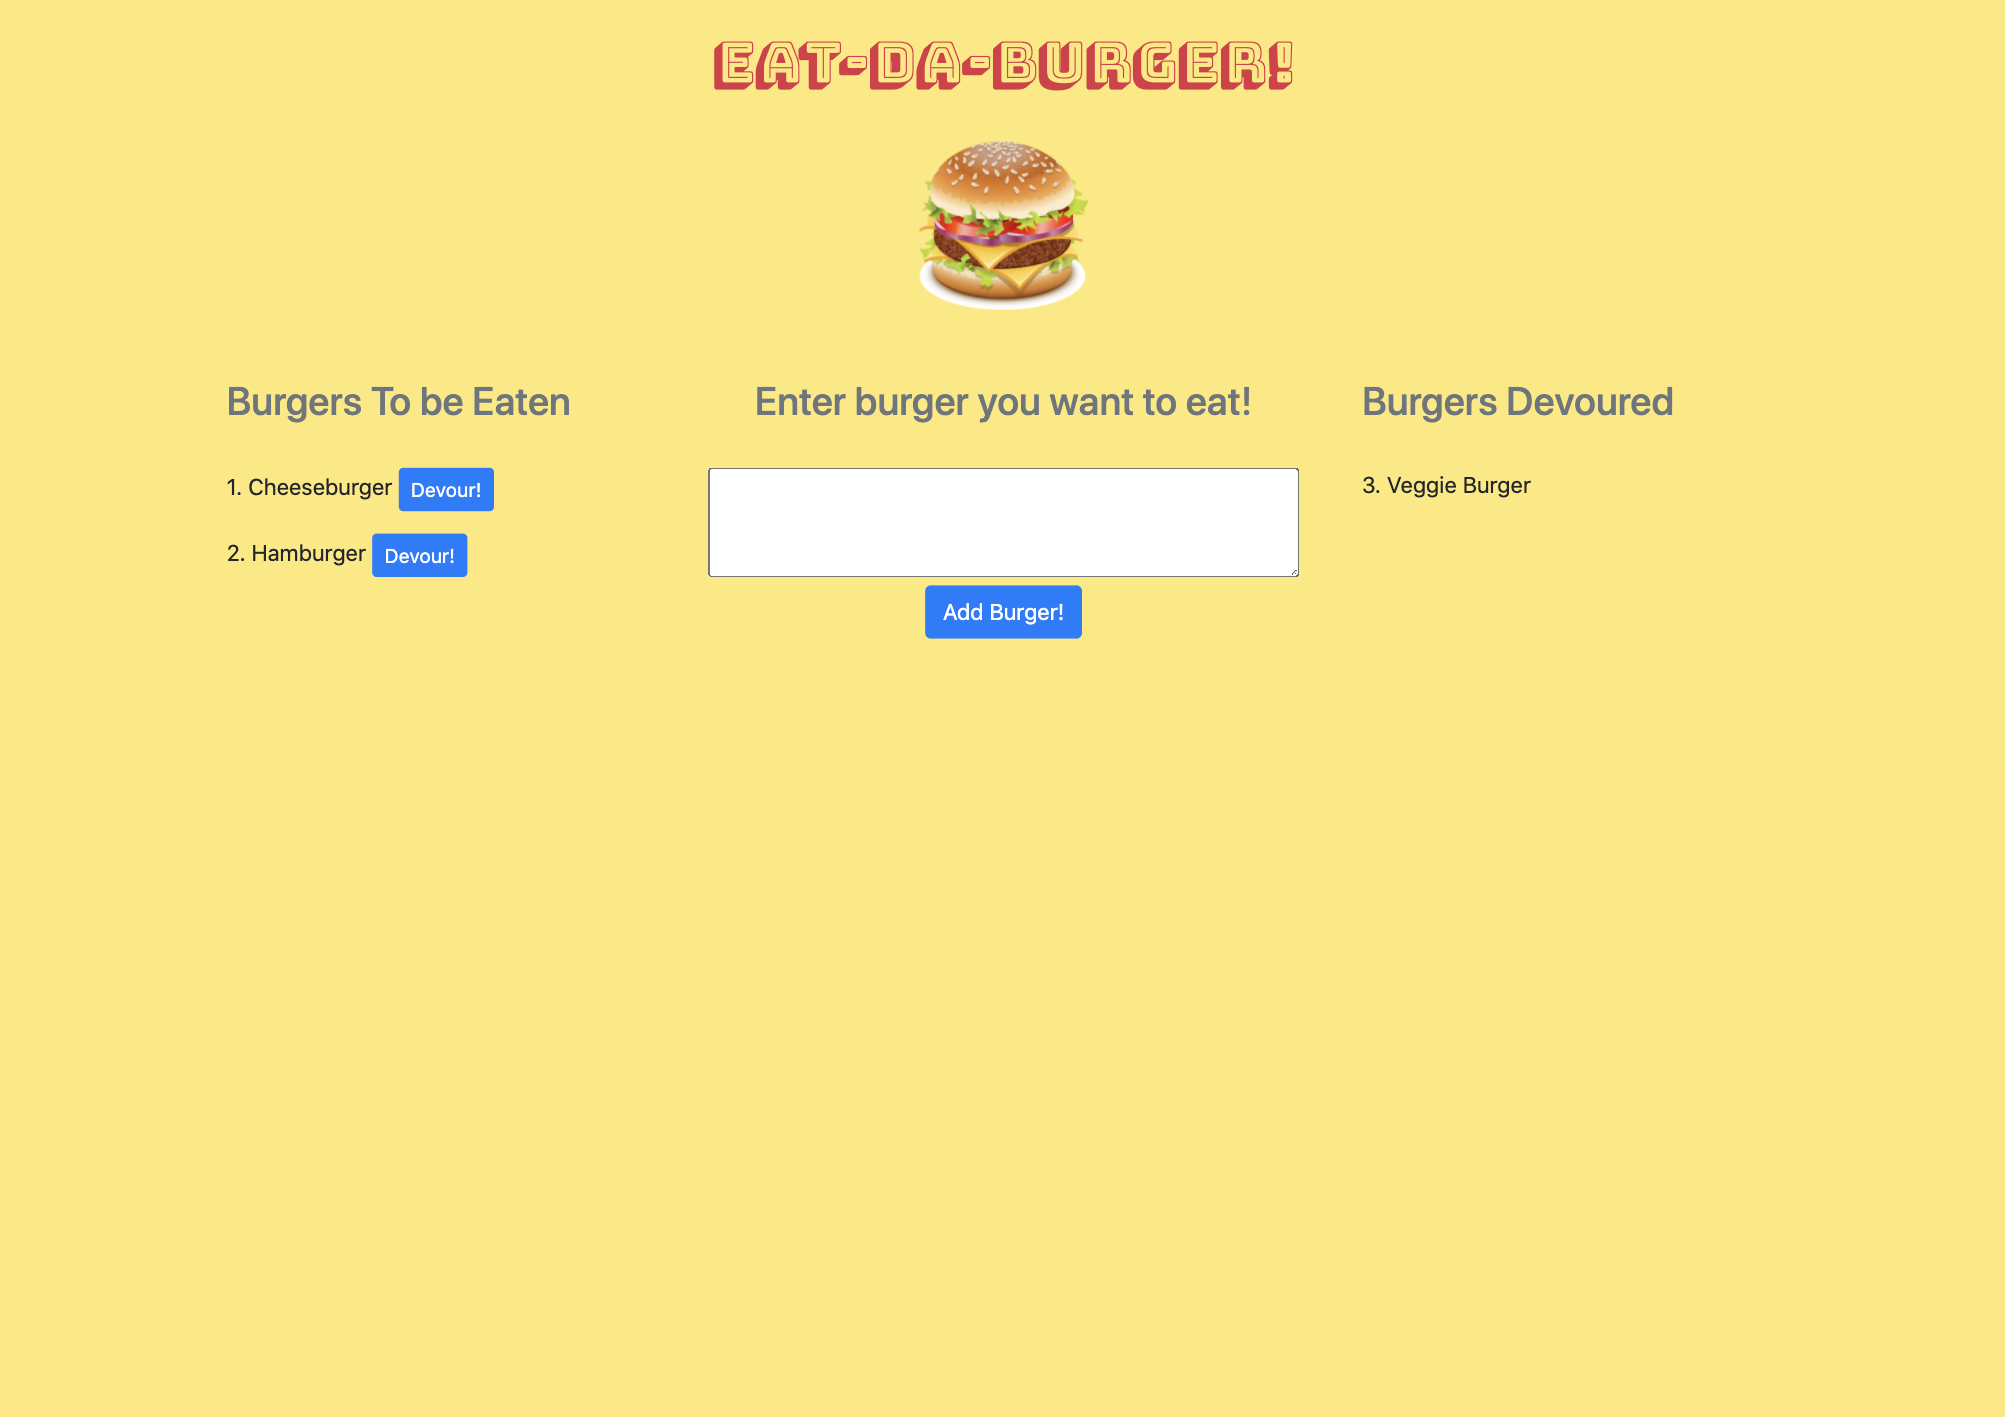 EAT-DA-BURGER!
Burgers To be Eaten
1. Cheeseburger Devour!
2. Hamburger Devour!
Enter burger you want to eat!
Add Burger!
Burgers Devoured
3. Veggie Burger